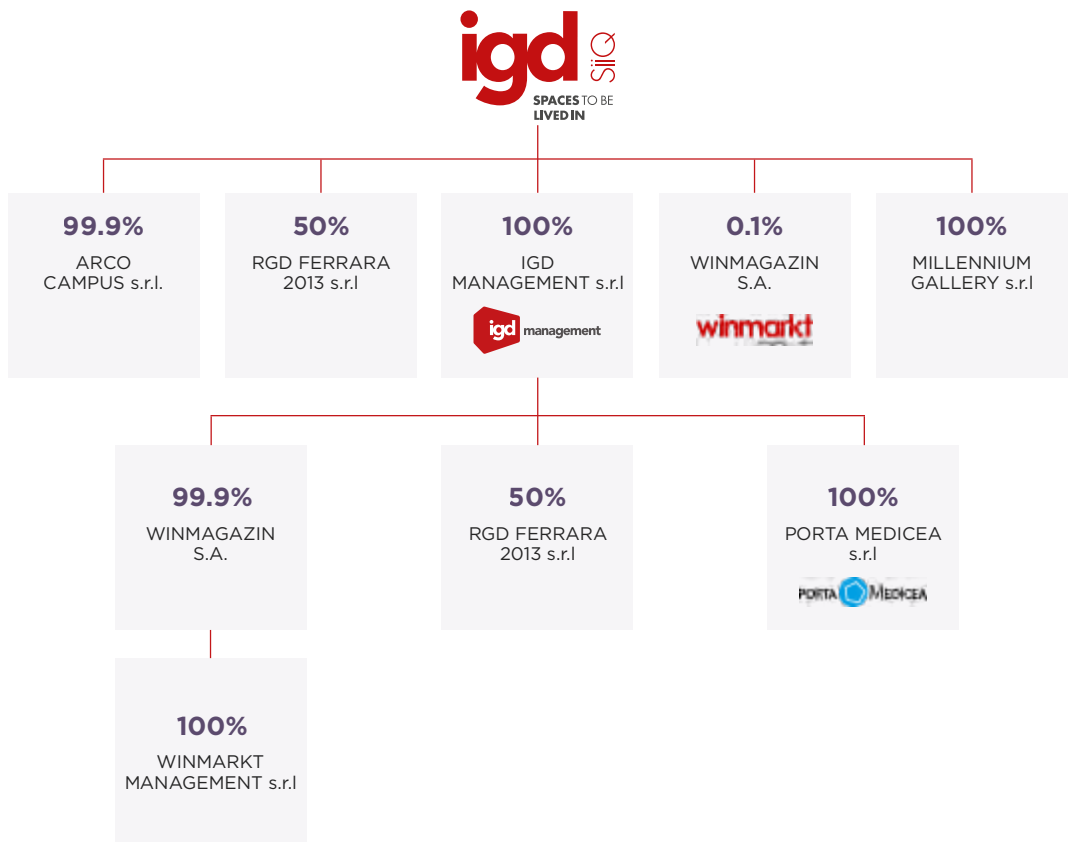 igd SIIQ
SPACES TO BE
LIVED IN
99.9%
ARCO
CAMPUS s.r.l.
50%
RGD FERRARA
2013 s.r.l
100%
IGD
MANAGEMENT s.r.l
igd management
0.1%
WINMAGAZIN
S.A.
winmarkt
100%
MILLENNIUM
GALLERY s.r.l
99.9%
WINMAGAZIN
S.A.
50%
RGD FERRARA
2013 s.r.l
100%
PORTA MEDICEA
s.r.l
PORTA MEDICEA
100%
WINMARKT
MANAGEMENT s.r.l